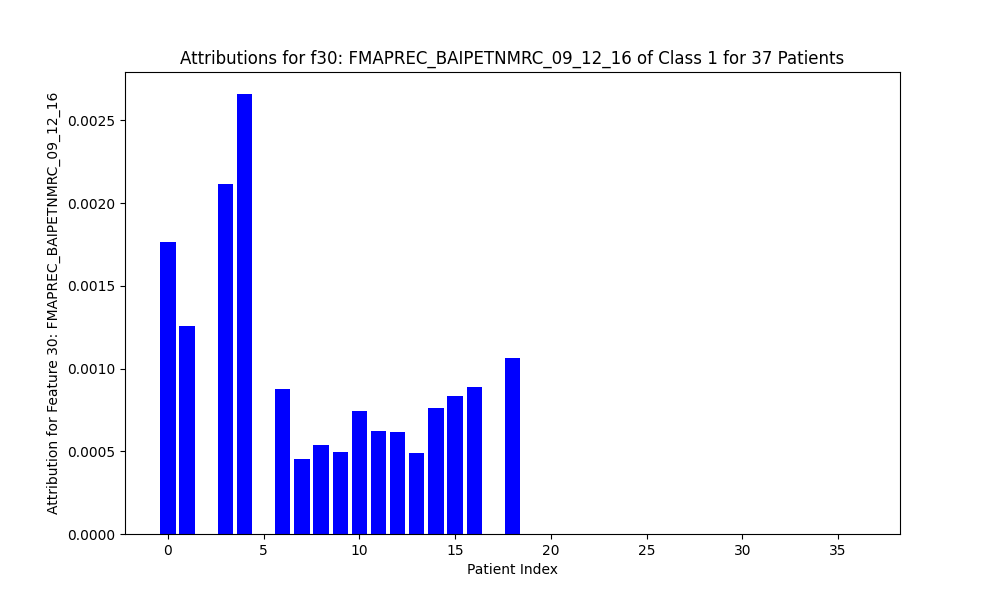 Attributions for f30: FMAPREC_BAIPETNMRC_09_12_16 of Class 1 for 37 Patients
Attribution for Feature 30: FMAPREC_BAIPETNMRC_09_12_16
0.0025
0.0020
0.0015
0.0010
0.0005
0.0000
0 5 10 15 20 25 30 35
Patient Index